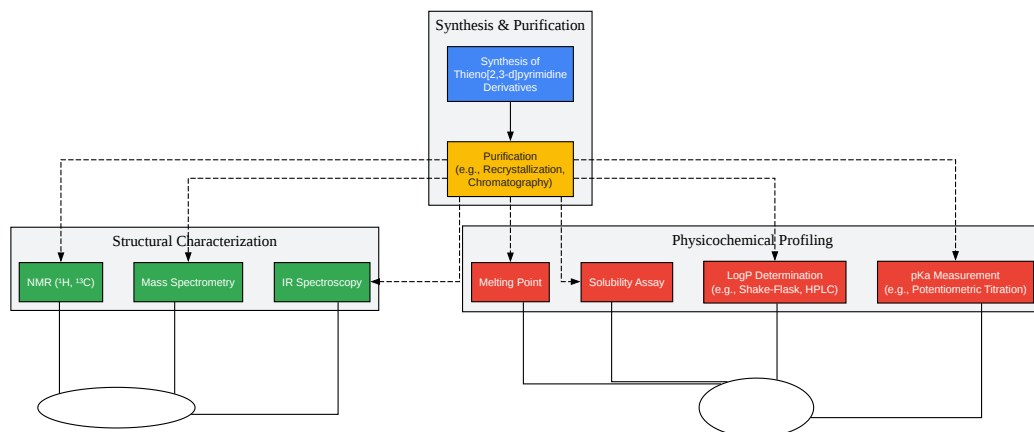 Synthesis & Purification
Synthesis of
Thieno[2,3-d]pyrimidine
Derivatives
Purification
(e.g., Recrystallization,
Chromatography)
Structural Characterization
NMR (¹H, ¹³C)
Mass Spectrometry
IR Spectroscopy
Physicochemical Profiling
Melting Point
Solubility Assay
LogP Determination
(e.g., Shake-Flask, HPLC)
pKa Measurement
(e.g., Potentiometric Titration)